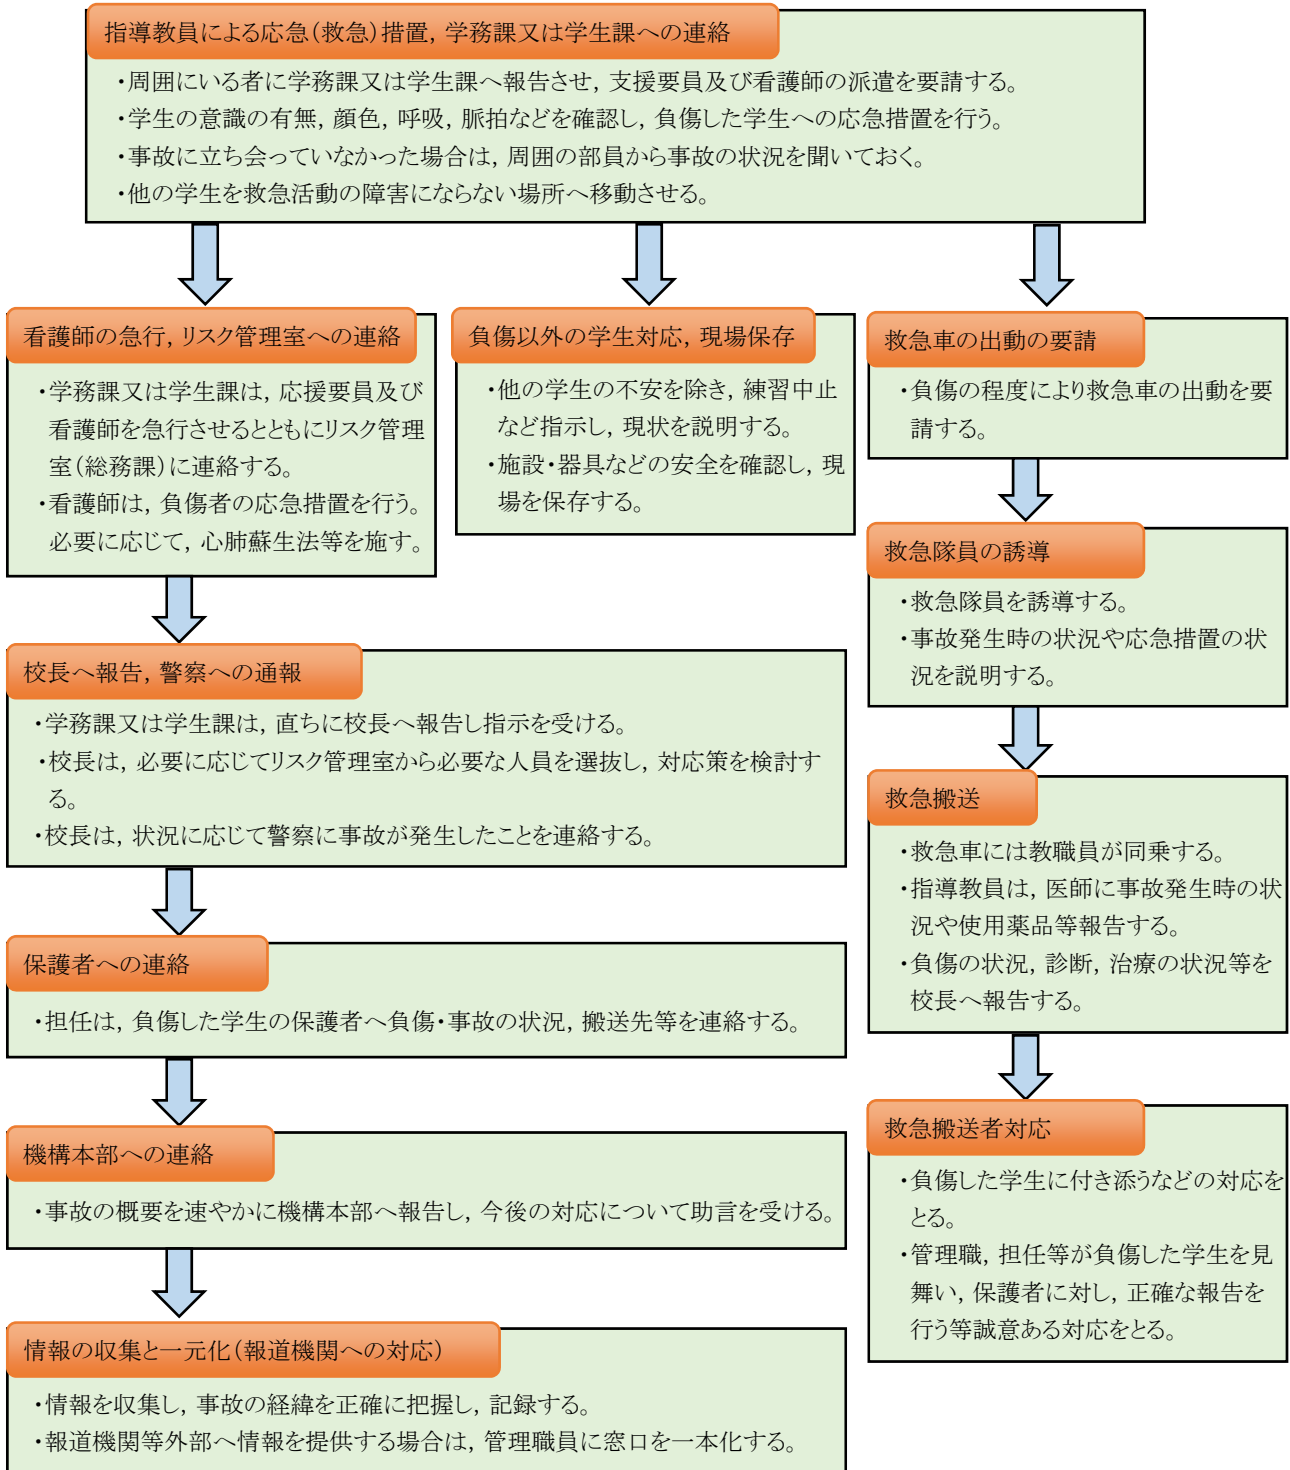 指導教員による応急(救急)措置, 学務課又は学生課への連絡
・周囲にいる者に学務課又は学生課へ報告させ, 支援要員及び看護師の派遣を要請する。
・学生の意識の有無, 顔色, 呼吸, 脈拍などを確認し, 負傷した学生への応急措置を行う。
・事故に立ち会っていなかった場合は, 周囲の部員から事故の状況を聞いておく。
・他の学生を救急活動の障害にならない場所へ移動させる。
看護師の急行, リスク管理室への連絡
・学務課又は学生課は, 応援要員及び
看護師を急行させるとともにリスク管理
室(総務課)に連絡する。
・看護師は, 負傷者の応急措置を行う。
必要に応じて, 心肺蘇生法等を施す。
負傷以外の学生対応, 現場保存
・他の学生の不安を除き, 練習中止
など指示し, 現状を説明する。
・施設・器具などの安全を確認し, 現
場を保存する。
救急車の出動の要請
・負傷の程度により救急車の出動を要
請する。
救急隊員の誘導
・救急隊員を誘導する。
・事故発生時の状況や応急措置の状
況を説明する。
校長へ報告, 警察への通報
・学務課又は学生課は, 直ちに校長へ報告し指示を受ける。
・校長は, 必要に応じてリスク管理室から必要な人員を選抜し, 対応策を検討す
る。
・校長は, 状況に応じて警察に事故が発生したことを連絡する。
救急搬送
・救急車には教職員が同乗する。
・指導教員は, 医師に事故発生時の状
況や使用薬品等報告する。
・負傷の状況, 診断, 治療の状況等を
校長へ報告する。
保護者への連絡
・担任は, 負傷した学生の保護者へ負傷・事故の状況, 搬送先等を連絡する。
機構本部への連絡
・事故の概要を速やかに機構本部へ報告し, 今後の対応について助言を受ける。
救急搬送者対応
・負傷した学生に付き添うなどの対応を
とる。
・管理職, 担任等が負傷した学生を見
舞い, 保護者に対し, 正確な報告を
行う等誠意ある対応をとる。
情報の収集と一元化(報道機関への対応)
・情報を収集し, 事故の経緯を正確に把握し, 記録する。
・報道機関等外部へ情報を提供する場合は, 管理職員に窓口を一本化する。